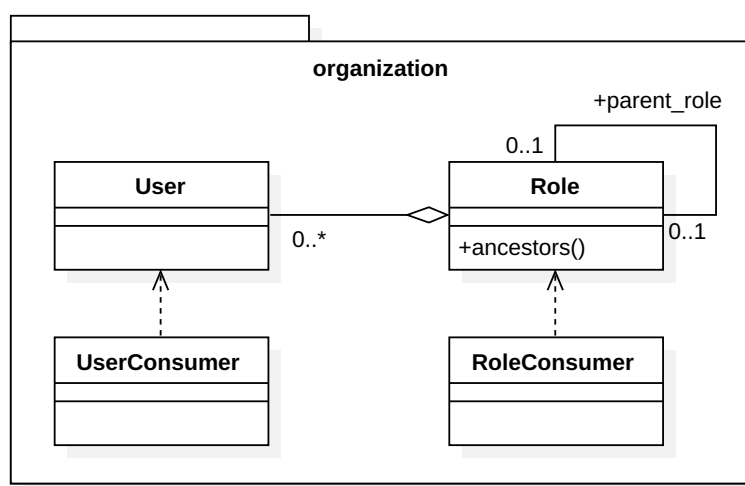 organization
+parent_role
0..1
User
Role
0..*
0..1
+ancestors()
UserConsumer
RoleConsumer